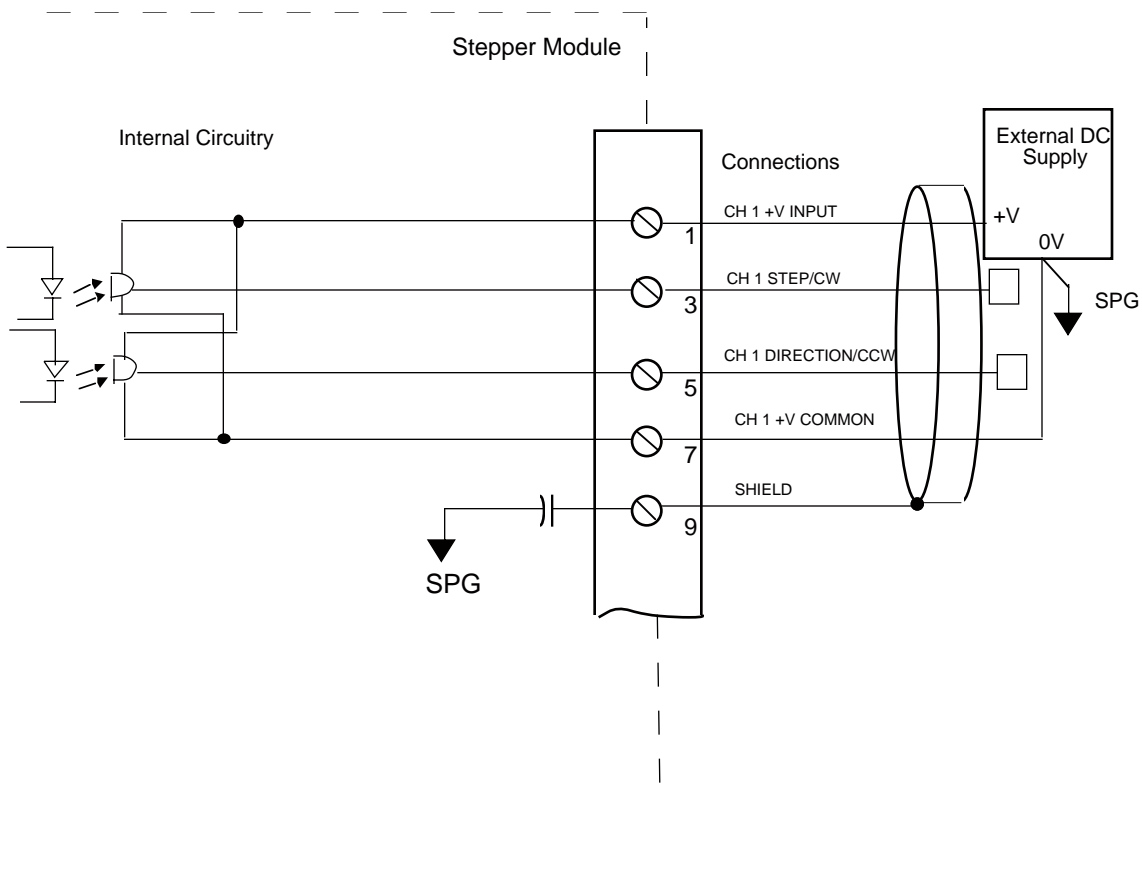 Stepper Module
Internal Circuitry
Connections
External DC
Supply
CH 1 +V INPUT
+V
1
0V
CH 1 STEP/CW
3
SPG
CH 1 DIRECTION/CCW
5
CH 1 +V COMMON
7
SHIELD
9
SPG